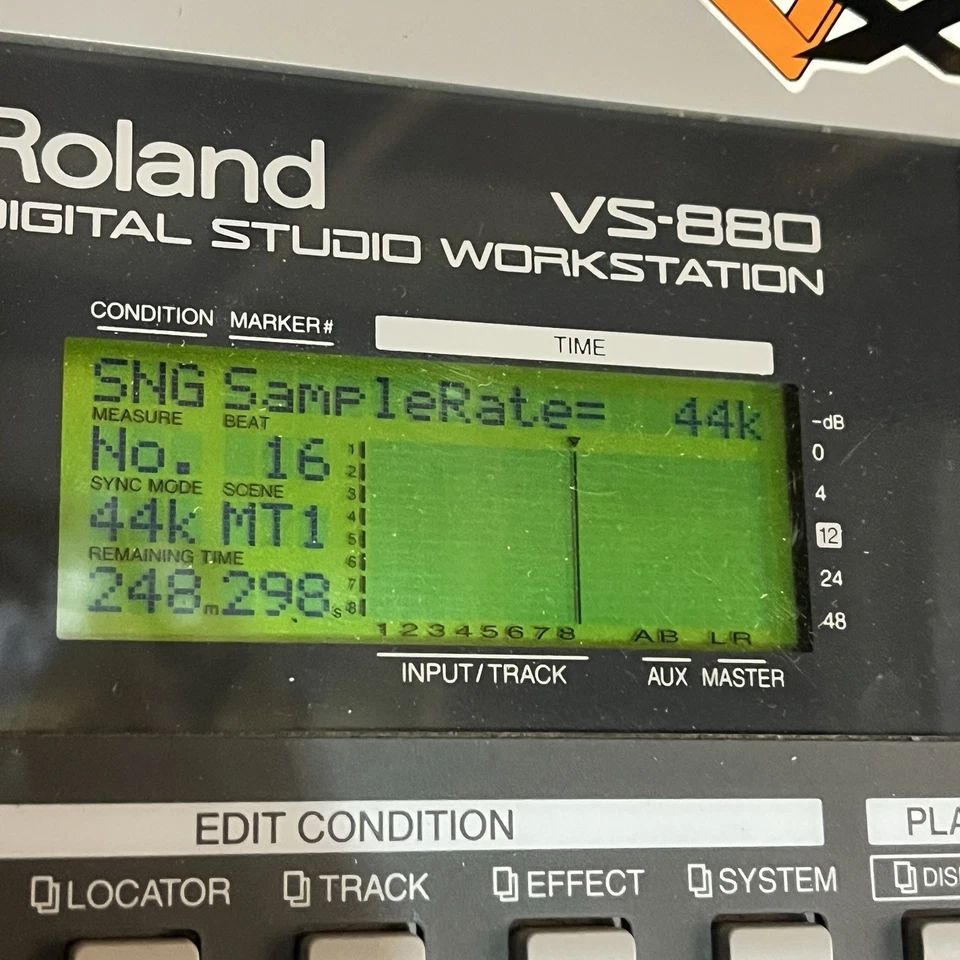 Roland
DIGITAL STUDIO WORKSTATION
VS-880
CONDITION MARKER# TIME
SNG SampleRate= 44k
MEASURE BEAT
No. 16
SYNC MODE SCENE
44k MT1
REMAINING TIME
248m 298s
1
2
3
4
5
6
7
8
-dB
0
4
12
24
48
1 2 3 4 5 6 7 8 A B L R
INPUT/TRACK AUX MASTER
EDIT CONDITION
LOCATOR TRACK EFFECT SYSTEM